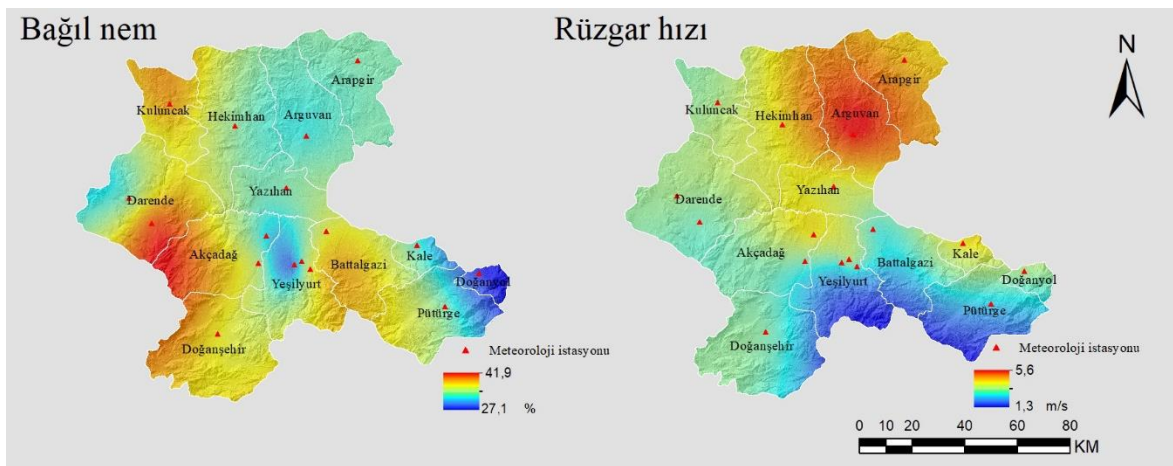 Bağıl nem
Kuluncak
Hekimhan
Arguvan
Arapgir
Darende
Yazıhan
Akçadağ
Yeşilyurt
Battalgazi
Kale
Doğanyol
Pütürge
Doğanşehir
Meteoroloji istasyonu
41,9
27,1 %
Rüzgar hızı
N
Kuluncak
Hekimhan
Arguvan
Arapgir
Darende
Yazıhan
Akçadağ
Yeşilyurt
Battalgazi
Kale
Doğanyol
Pütürge
Doğanşehir
Meteoroloji istasyonu
5,6
1,3 m/s
0 10 20 40 60 80
KM